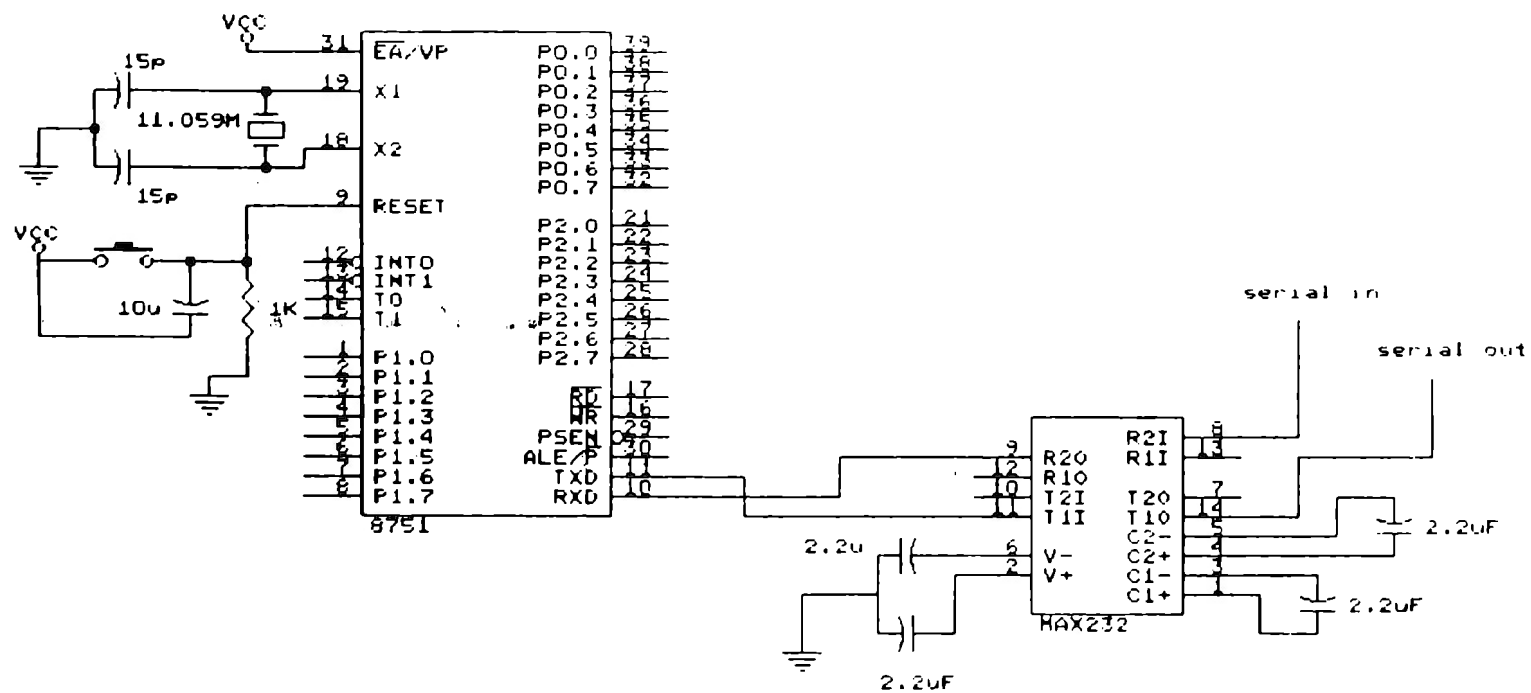 VCC
15p
11.059M
15p
VCC
10u
1K
31
19
18
9
EA/VP
X1
X2
RESET
INT0
INT1
T0
T1
P1.0
P1.1
P1.2
P1.3
P1.4
P1.5
P1.6
P1.7
8
P0.0
P0.1
P0.2
P0.3
P0.4
P0.5
P0.6
P0.7
P2.0
P2.1
P2.2
P2.3
P2.4
P2.5
P2.6
P2.7
21
22
23
24
25
26
27
28
RD
WR
PSEN
ALE/P
TXD
RXD
17
16
29
10
8751
9
R2O
R1O
T2I
T1I
6
V-
2
V+
R2I
R1I
T2O
7
T1O
C2-
5
C2+
C1-
C1+
MAX232
serial in
serial out
2.2u
2.2uF
2.2uF
2.2uF